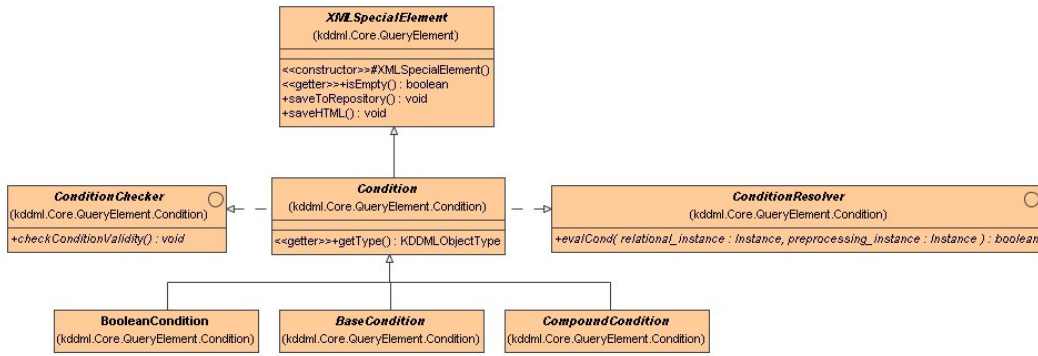 XMLSpecialElement
(kddml.Core.QueryElement)
<<constructor>>#XMLSpecialElement()
<<getter>>+isEmpty() : boolean
+saveToRepository() : void
+saveHTML() : void
ConditionChecker
(kddml.Core.QueryElement.Condition)
+checkConditionValidity() : void
Condition
(kddml.Core.QueryElement.Condition)
<<getter>>+getType() : KDDMLObjectType
ConditionResolver
(kddml.Core.QueryElement.Condition)
+evalCond( relational_instance : Instance, preprocessing_instance : Instance ) : boolean
BooleanCondition
(kddml.Core.QueryElement.Condition)
BaseCondition
(kddml.Core.QueryElement.Condition)
CompoundCondition
(kddml.Core.QueryElement.Condition)